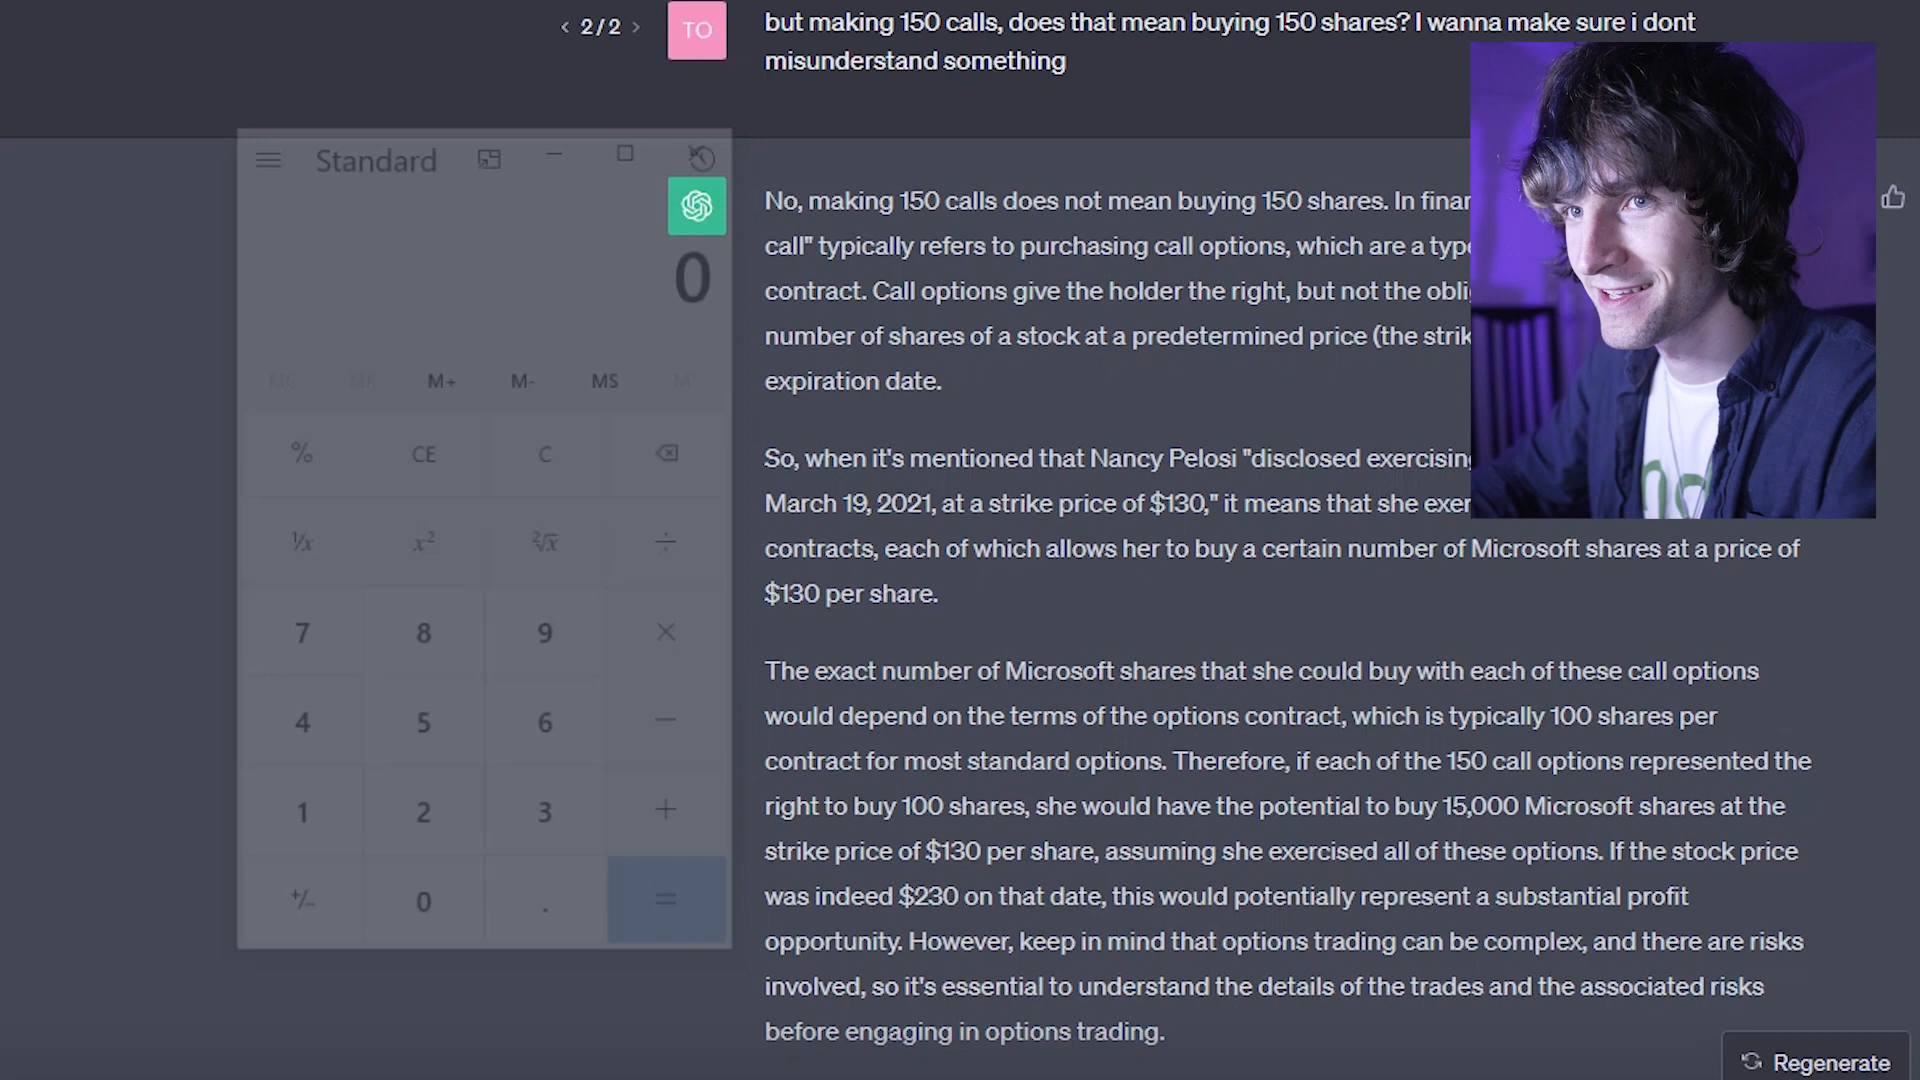 2/2
TO
but making 150 calls, does that mean buying 150 shares? I wanna make sure i dont
misunderstand something
Standard
0
MC MR M+ M- MS
% CE C
1/x x² ²√x ÷
7 8 9 ×
4 5 6 −
1 2 3 +
+/− 0 . =
No, making 150 calls does not mean buying 150 shares. In
call" typically refers to purchasing call options, which are a
contract. Call options give the holder the right, but not the
number of shares of a stock at a predetermined price (the
expiration date.
So, when it's mentioned that Nancy Pelosi "disclosed exercising
March 19, 2021, at a strike price of $130," it means that she
contracts, each of which allows her to buy a certain number of Microsoft shares at a price of
$130 per share.
The exact number of Microsoft shares that she could buy with each of these call options
would depend on the terms of the options contract, which is typically 100 shares per
contract for most standard options. Therefore, if each of the 150 call options represented the
right to buy 100 shares, she would have the potential to buy 15,000 Microsoft shares at the
strike price of $130 per share, assuming she exercised all of these options. If the stock price
was indeed $230 on that date, this would potentially represent a substantial profit
opportunity. However, keep in mind that options trading can be complex, and there are risks
involved, so it's essential to understand the details of the trades and the associated risks
before engaging in options trading.
Regenerate